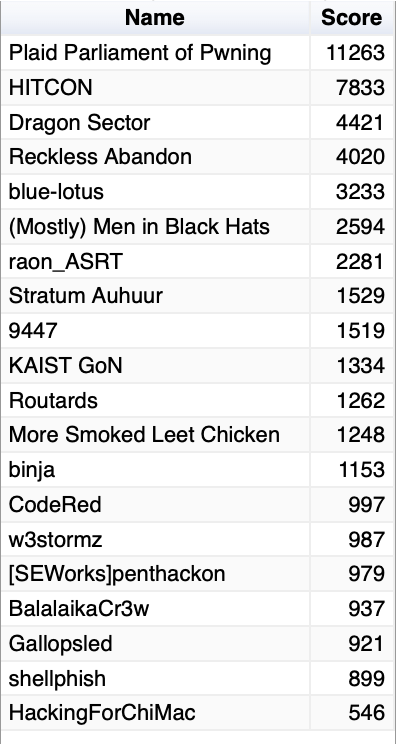 Name Score
Plaid Parliament of Pwning 11263
HITCON 7833
Dragon Sector 4421
Reckless Abandon 4020
blue-lotus 3233
(Mostly) Men in Black Hats 2594
raon_ASRT 2281
Stratum Auhuur 1529
9447 1519
KAIST GoN 1334
Routards 1262
More Smoked Leet Chicken 1248
binja 1153
CodeRed 997
w3stormz 987
[SEWorks]penthackon 979
BalalaikaCr3w 937
Gallopsled 921
shellphish 899
HackingForChiMac 546